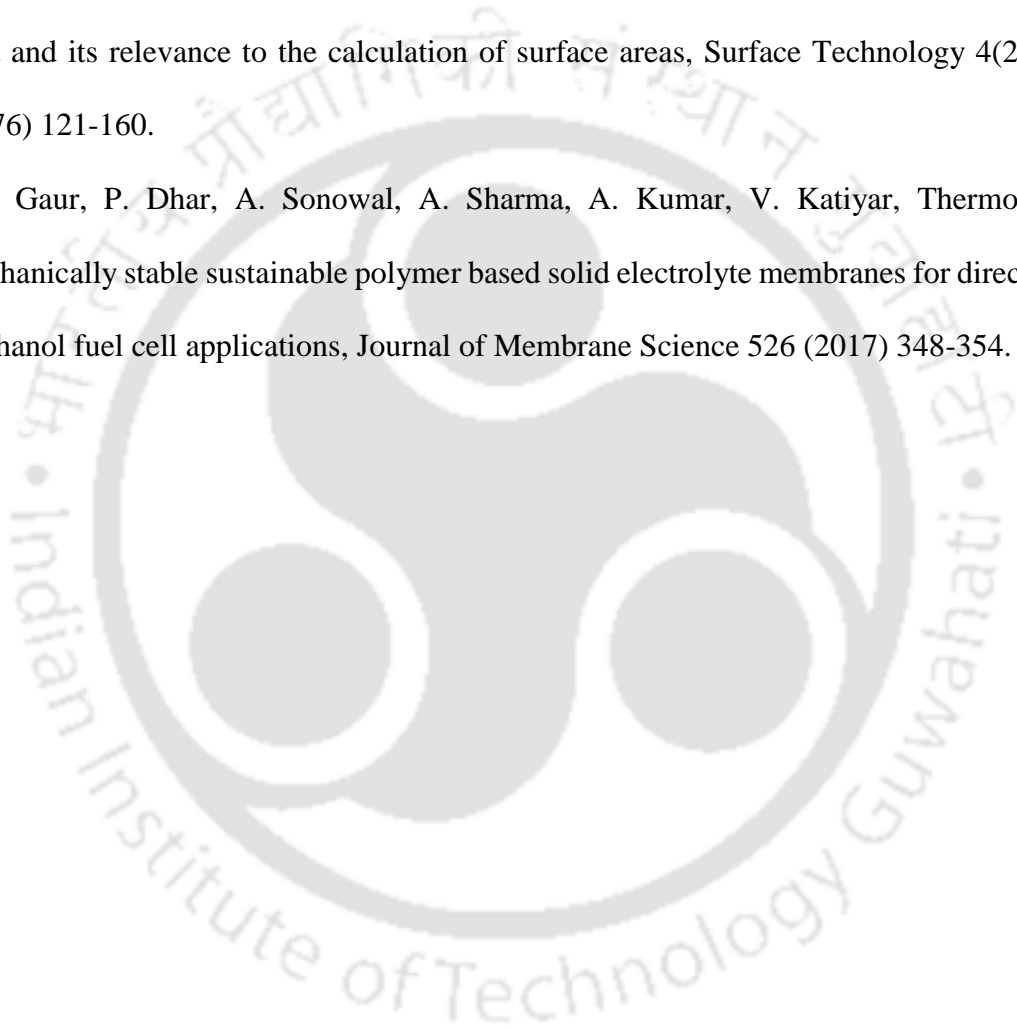 and its relevance to the calculation of surface areas, Surface Technology 4(2
76) 121-160.
Gaur, P. Dhar, A. Sonowal, A. Sharma, A. Kumar, V. Katiyar, Thermo
hanically stable sustainable polymer based solid electrolyte membranes for direc
hanol fuel cell applications, Journal of Membrane Science 526 (2017) 348-354.
भारतीय प्रौद्योगिकी संस्थान गुवाहाटी
• Indian Institute of Technology Guwahati •